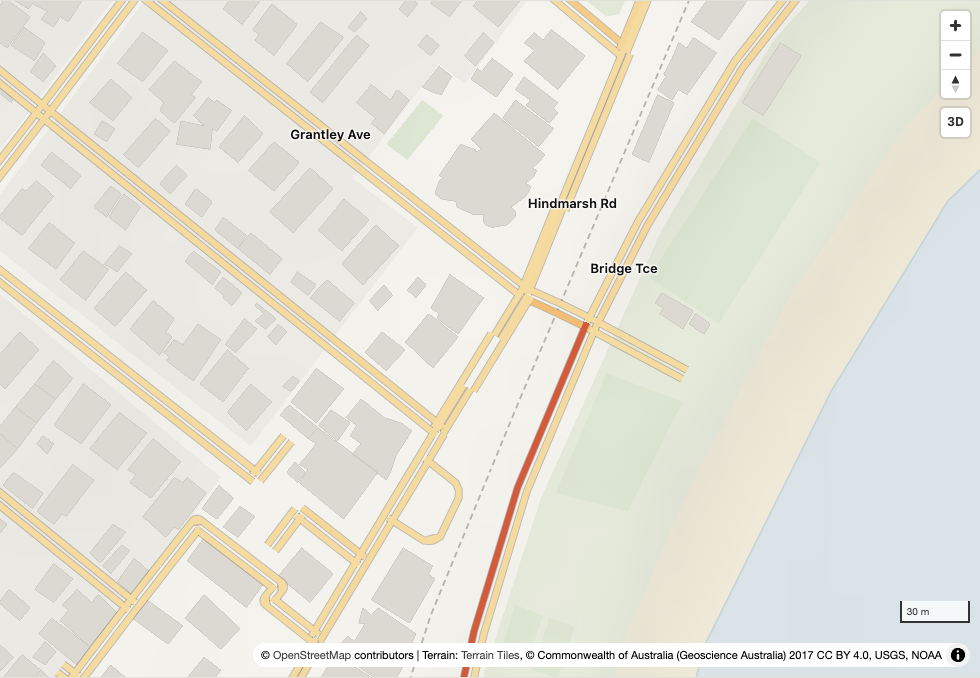 +
−
3D
Grantley Ave
Hindmarsh Rd
Bridge Tce
30 m
© OpenStreetMap contributors | Terrain: Terrain Tiles, © Commonwealth of Australia (Geoscience Australia) 2017 CC BY 4.0, USGS, NOAA